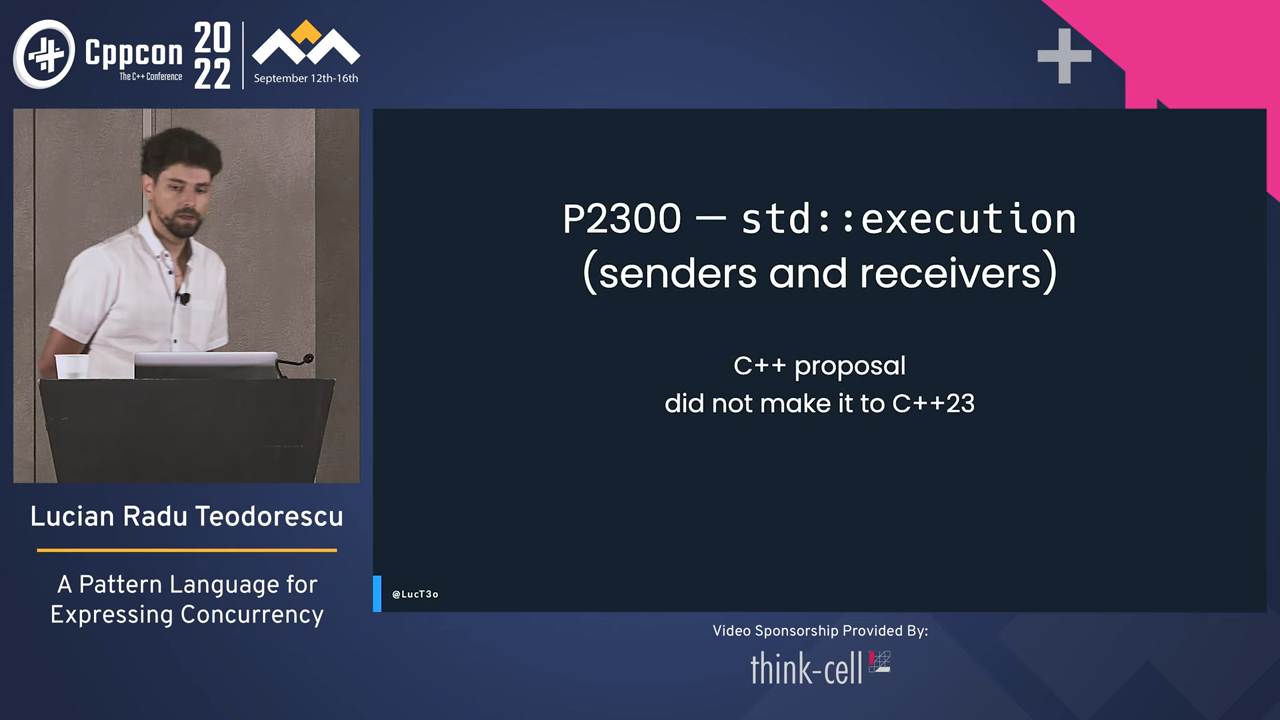 Cppcon
The C++ Conference
20
22
September 12th-16th
P2300 — std::execution
(senders and receivers)
C++ proposal
did not make it to C++23
@LucT3o
Lucian Radu Teodorescu
A Pattern Language for
Expressing Concurrency
Video Sponsorship Provided By:
think-cell